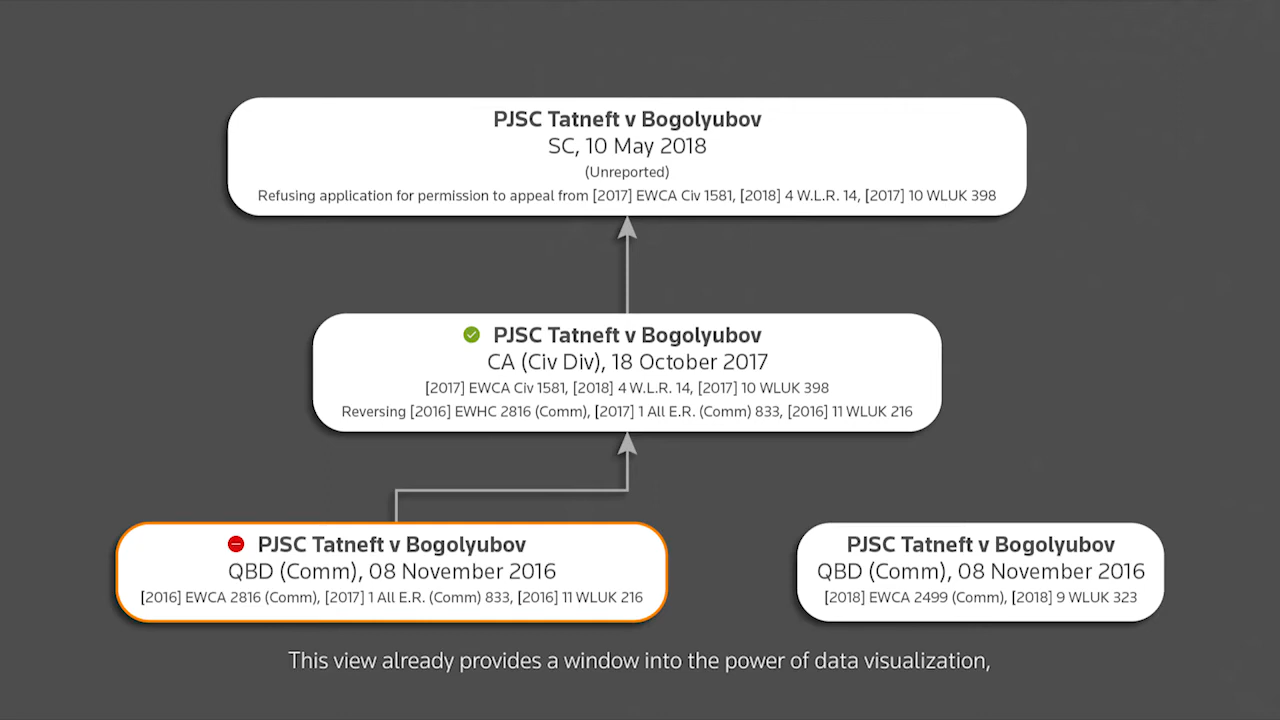 PJSC Tatneft v Bogolyubov
SC, 10 May 2018
(Unreported)
Refusing application for permission to appeal from [2017] EWCA Civ 1581, [2018] 4 W.L.R. 14, [2017] 10 WLUK 398
PJSC Tatneft v Bogolyubov
CA (Civ Div), 18 October 2017
[2017] EWCA Civ 1581, [2018] 4 W.L.R. 14, [2017] 10 WLUK 398
Reversing [2016] EWHC 2816 (Comm), [2017] 1 All E.R. (Comm) 833, [2016] 11 WLUK 216
PJSC Tatneft v Bogolyubov
QBD (Comm), 08 November 2016
[2016] EWCA 2816 (Comm), [2017] 1 All E.R. (Comm) 833, [2016] 11 WLUK 216
PJSC Tatneft v Bogolyubov
QBD (Comm), 08 November 2016
[2018] EWCA 2499 (Comm), [2018] 9 WLUK 323
This view already provides a window into the power of data visualization,